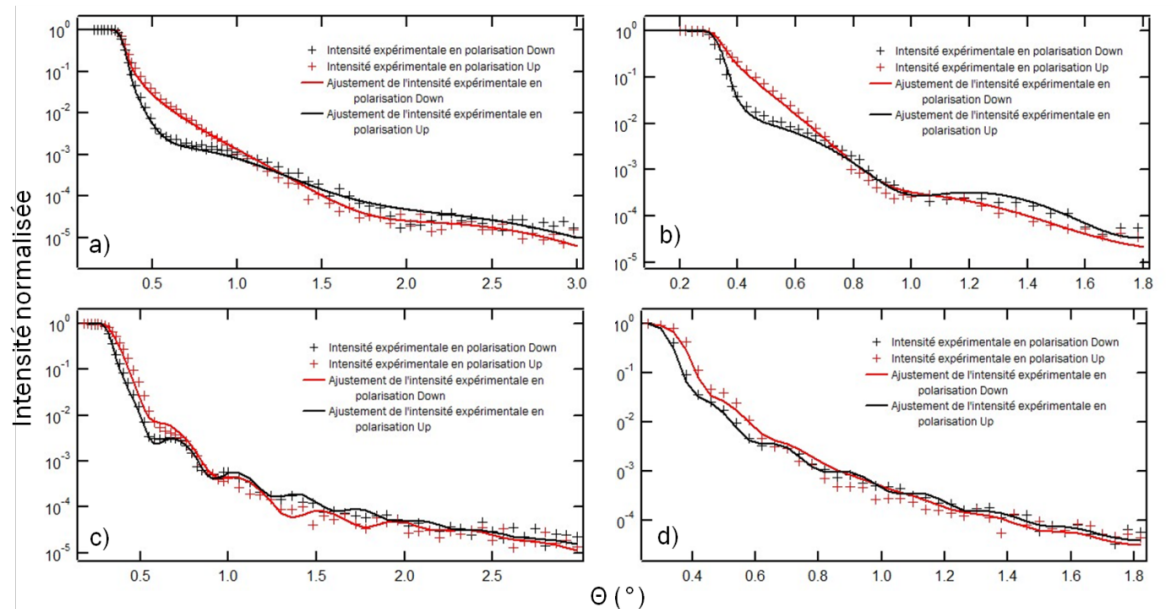 Intensité normalisée
10⁰
10⁻¹
10⁻²
10⁻³
10⁻⁴
10⁻⁵
Intensité expérimentale en polarisation Down
Intensité expérimentale en polarisation Up
Ajustement de l'intensité expérimentale en
polarisation Down
Ajustement de l'intensité expérimentale en
polarisation Up
a)
0.5 1.0 1.5 2.0 2.5 3.0
10⁰
10⁻¹
10⁻²
10⁻³
10⁻⁴
10⁻⁵
Intensité expérimentale en polarisation Down
Intensité expérimentale en polarisation Up
Ajustement de l'intensité expérimentale en
polarisation Down
Ajustement de l'intensité expérimentale en
polarisation Up
b)
0.2 0.4 0.6 0.8 1.0 1.2 1.4 1.6 1.8
10⁰
10⁻¹
10⁻²
10⁻³
10⁻⁴
10⁻⁵
Intensité expérimentale en polarisation Down
Intensité expérimentale en polarisation Up
Ajustement de l'intensité expérimentale en
polarisation Down
Ajustement de l'intensité expérimentale en
polarisation Up
c)
0.5 1.0 1.5 2.0 2.5
10⁰
0⁻¹
0⁻²
0⁻³
0⁻⁴
Intensité expérimentale en polarisation Down
Intensité expérimentale en polarisation Up
Ajustement de l'intensité expérimentale en
polarisation Down
Ajustement de l'intensité expérimentale en
polarisation Up
d)
0.4 0.6 0.8 1.0 1.2 1.4 1.6 1.8
Θ (°)